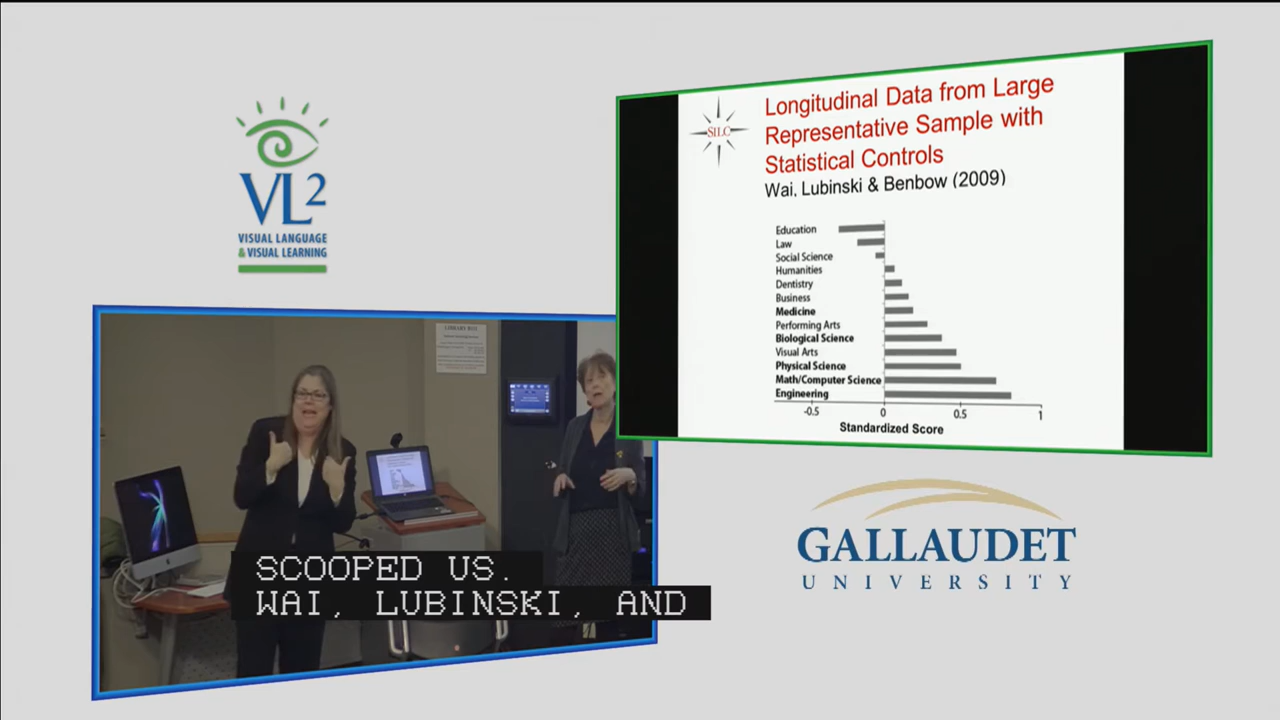 VL2
VISUAL LANGUAGE
& VISUAL LEARNING
SILC
Longitudinal Data from Large
Representative Sample with
Statistical Controls
Wai, Lubinski & Benbow (2009)
Education
Law
Social Science
Humanities
Dentistry
Business
Medicine
Performing Arts
Biological Science
Visual Arts
Physical Science
Math/Computer Science
Engineering
-0.5 0 0.5 1
Standardized Score
SCOOPED US.
WAI, LUBINSKI, AND
GALLAUDET
UNIVERSITY